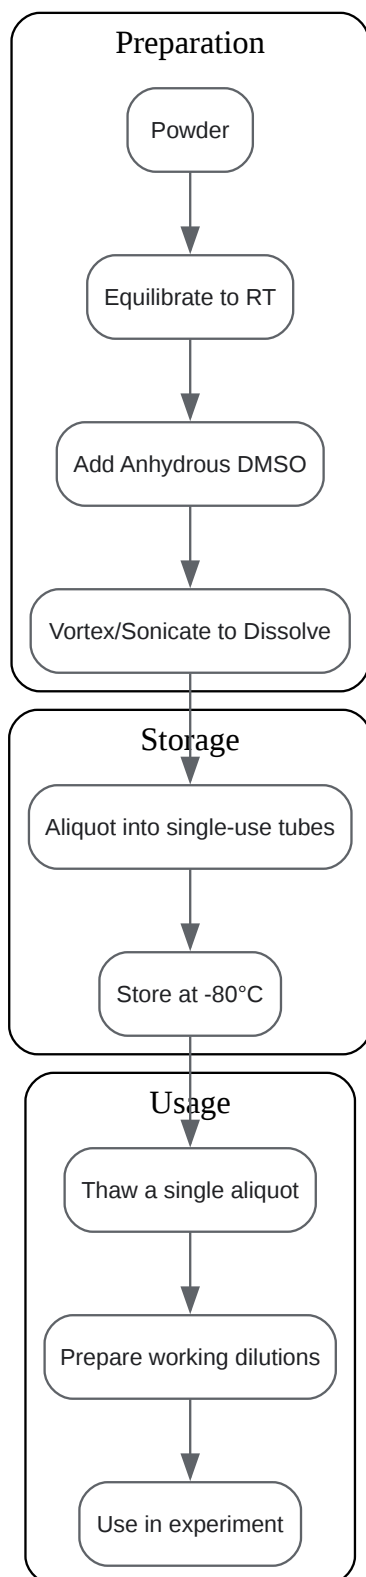 Preparation
Powder
Equilibrate to RT
Add Anhydrous DMSO
Vortex/Sonicate to Dissolve
Storage
Aliquot into single-use tubes
Store at -80°C
Usage
Thaw a single aliquot
Prepare working dilutions
Use in experiment